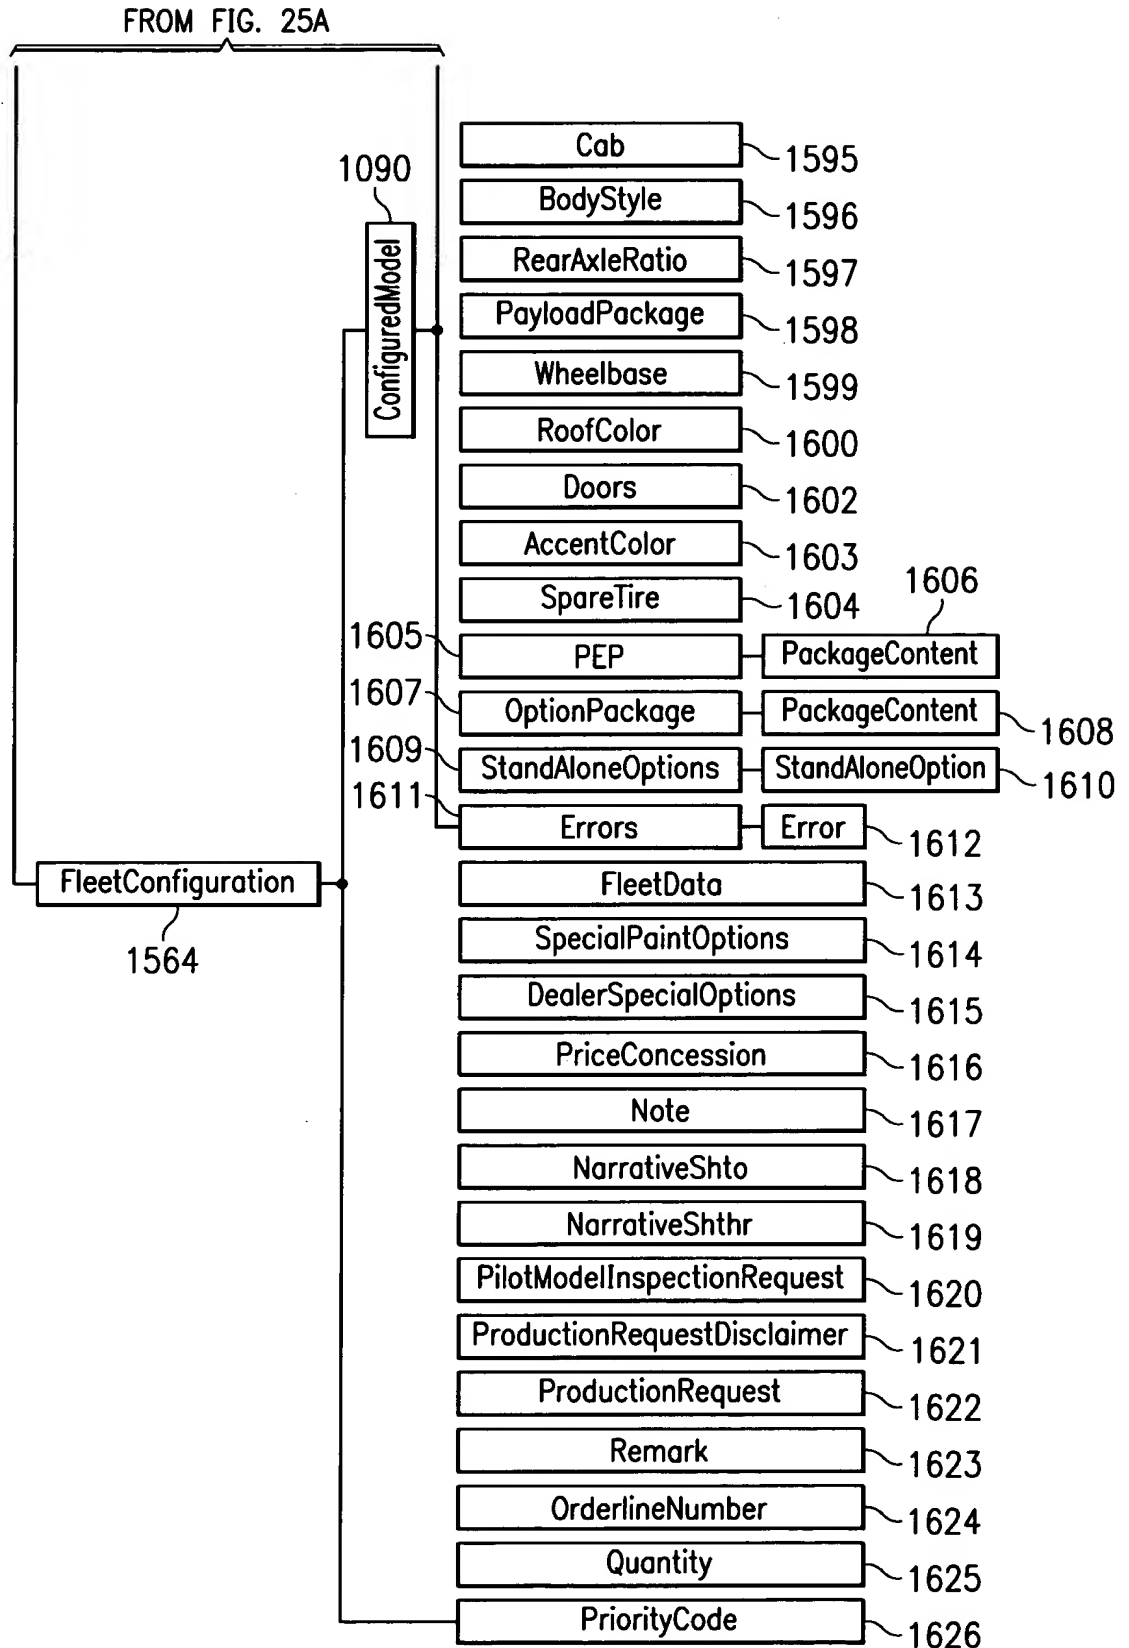 FROM FIG. 25A
Cab
1595
1090
ConfiguredModel
BodyStyle
1596
RearAxleRatio
1597
PayloadPackage
1598
Wheelbase
1599
RoofColor
1600
Doors
1602
AccentColor
1603
SpareTire
1604
1606
1605
PEP
PackageContent
1607
OptionPackage
PackageContent
1608
1609
StandAloneOptions
StandAloneOption
1610
1611
Errors
Error
1612
FleetConfiguration
1564
FleetData
1613
SpecialPaintOptions
1614
DealerSpecialOptions
1615
PriceConcession
1616
Note
1617
NarrativeShto
1618
NarrativeShthr
1619
PilotModelInspectionRequest
1620
ProductionRequestDisclaimer
1621
ProductionRequest
1622
Remark
1623
OrderlineNumber
1624
Quantity
1625
PriorityCode
1626